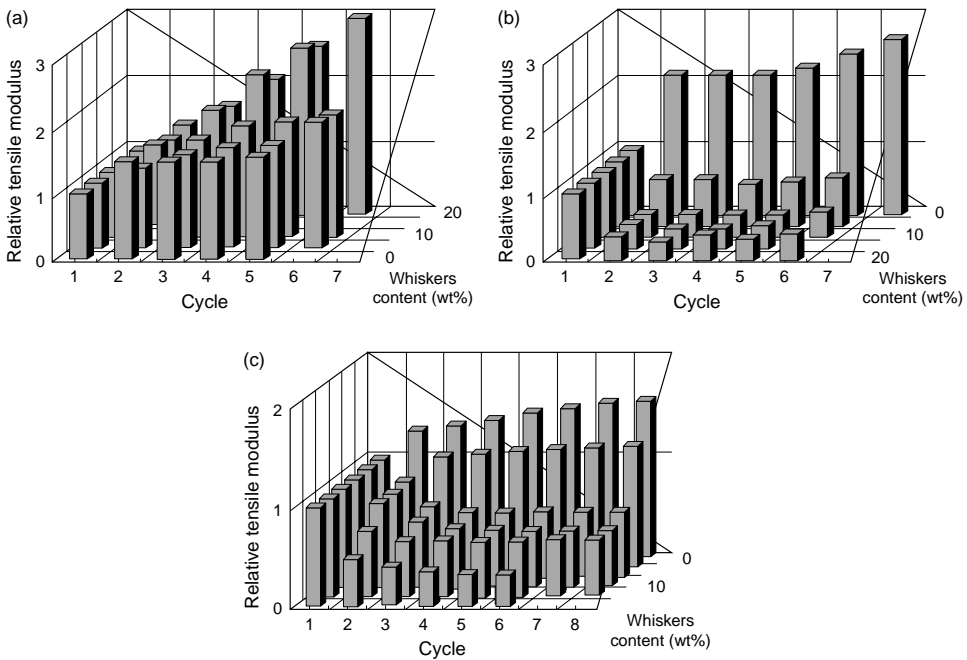 (a)
Relative tensile modulus
3
2
1
0
1 2 3 4 5 6 7
Cycle
0
10
20
Whiskers
content (wt%)
(b)
Relative tensile modulus
3
2
1
0
1 2 3 4 5 6 7
Cycle
0
10
20
Whiskers
content (wt%)
(c)
Relative tensile modulus
2
1
0
1 2 3 4 5 6 7 8
Cycle
0
10
Whiskers
content (wt%)